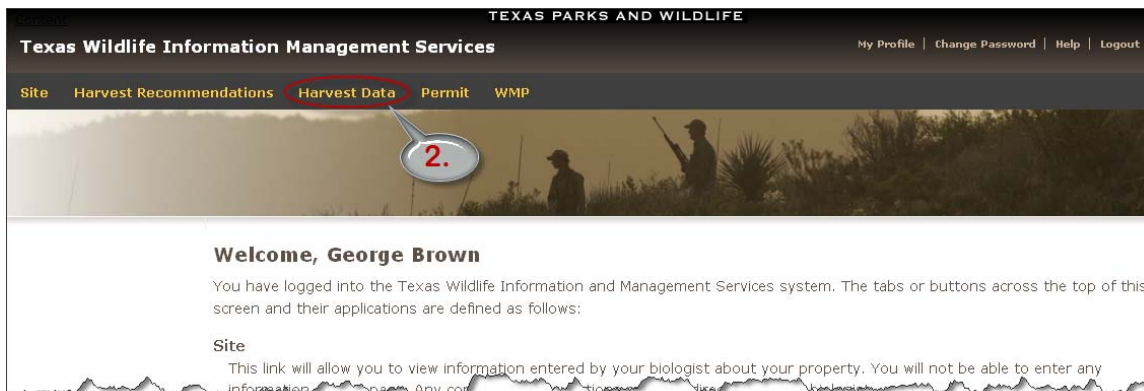 Content
TEXAS PARKS AND WILDLIFE
Texas Wildlife Information Management Services
My Profile | Change Password | Help | Logout
Site Harvest Recommendations Harvest Data Permit WMP
2.
Welcome, George Brown
You have logged into the Texas Wildlife Information and Management Services system. The tabs or buttons across the top of this
screen and their applications are defined as follows:
Site
This link will allow you to view information entered by your biologist about your property. You will not be able to enter any
information Any